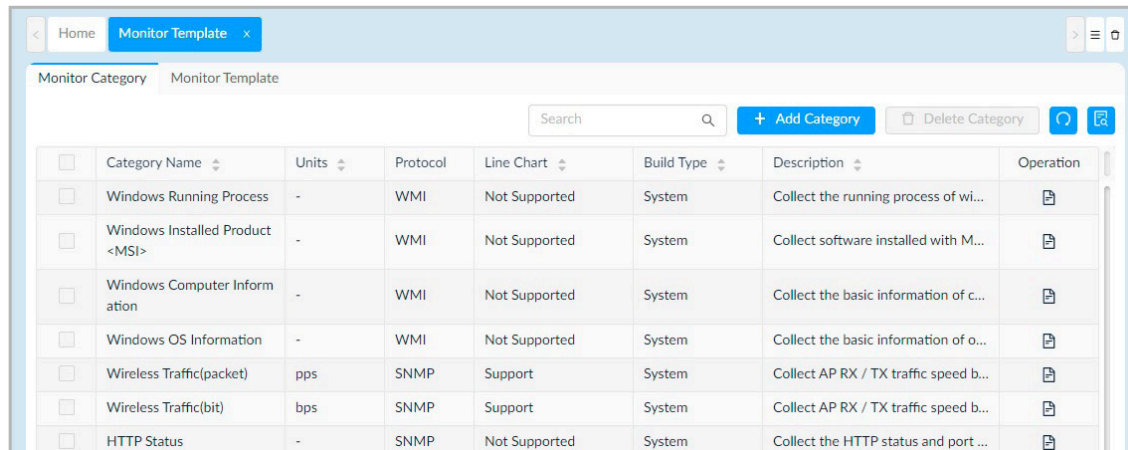 Home Monitor Template x
Monitor Category Monitor Template
Search + Add Category Delete Category
Category Name Units Protocol Line Chart Build Type Description Operation
Windows Running Process - WMI Not Supported System Collect the running process of wi...
Windows Installed Product
<MSI> - WMI Not Supported System Collect software installed with M...
Windows Computer Inform
ation - WMI Not Supported System Collect the basic information of c...
Windows OS Information - WMI Not Supported System Collect the basic information of o...
Wireless Traffic(packet) pps SNMP Support System Collect AP RX / TX traffic speed b...
Wireless Traffic(bit) bps SNMP Support System Collect AP RX / TX traffic speed b...
HTTP Status - SNMP Not Supported System Collect the HTTP status and port ...